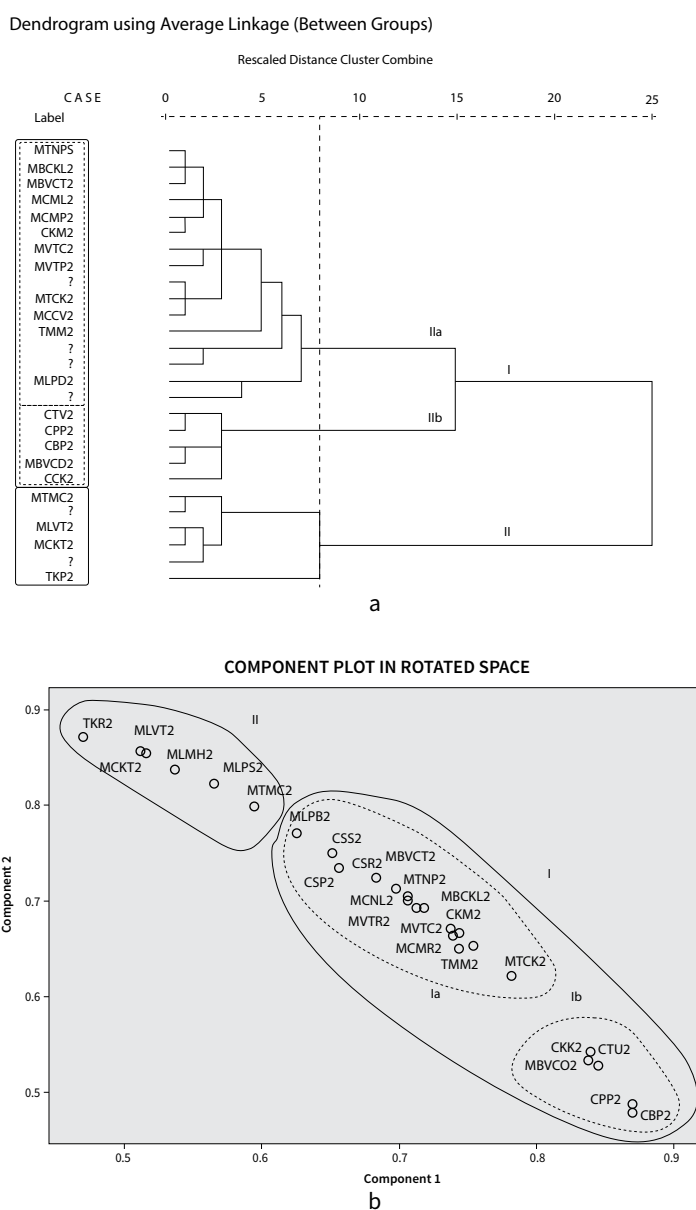 Dendrogram using Average Linkage (Between Groups)
Rescaled Distance Cluster Combine
CASE 0 5 10 15 20 25
Label
MTNPS
MBCKL2
MBVCT2
MCML2
MCMP2
CKM2
MVTC2
MVTP2
?
MTCK2
MCCV2
TMM2
?
?
MLPD2
?
CTV2
CPP2
CBP2
MBVCD2
CCK2
MTMC2
?
MLVT2
MCKT2
?
TKP2
IIa
I
IIb
II
a
COMPONENT PLOT IN ROTATED SPACE
Component 2
0.9
0.8
0.7
0.6
0.5
II
TKR2
MLVT2
MCKT2
MLMH2
MLPS2
MTMC2
MLPB2
CSS2
CSP2
CSR2
MBVCT2
I
MTNP2
MCNL2
MBCKL2
MVTR2
CKM2
MVTC2
MCMR2
TMM2
MTCK2
Ia
Ib
CKK2
CTU2
MBVCO2
CPP2
CBP2
0.5 0.6 0.7 0.8 0.9
Component 1
b